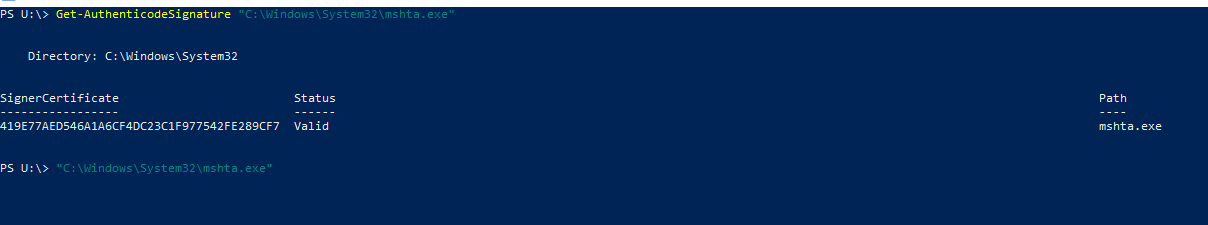 PS U:\> Get-AuthenticodeSignature "C:\Windows\System32\mshta.exe"
Directory: C:\Windows\System32
SignerCertificate Status Path
----------------- ------ ----
419E77AED546A1A6CF4DC23C1F977542FE289CF7 Valid mshta.exe
PS U:\> "C:\Windows\System32\mshta.exe"